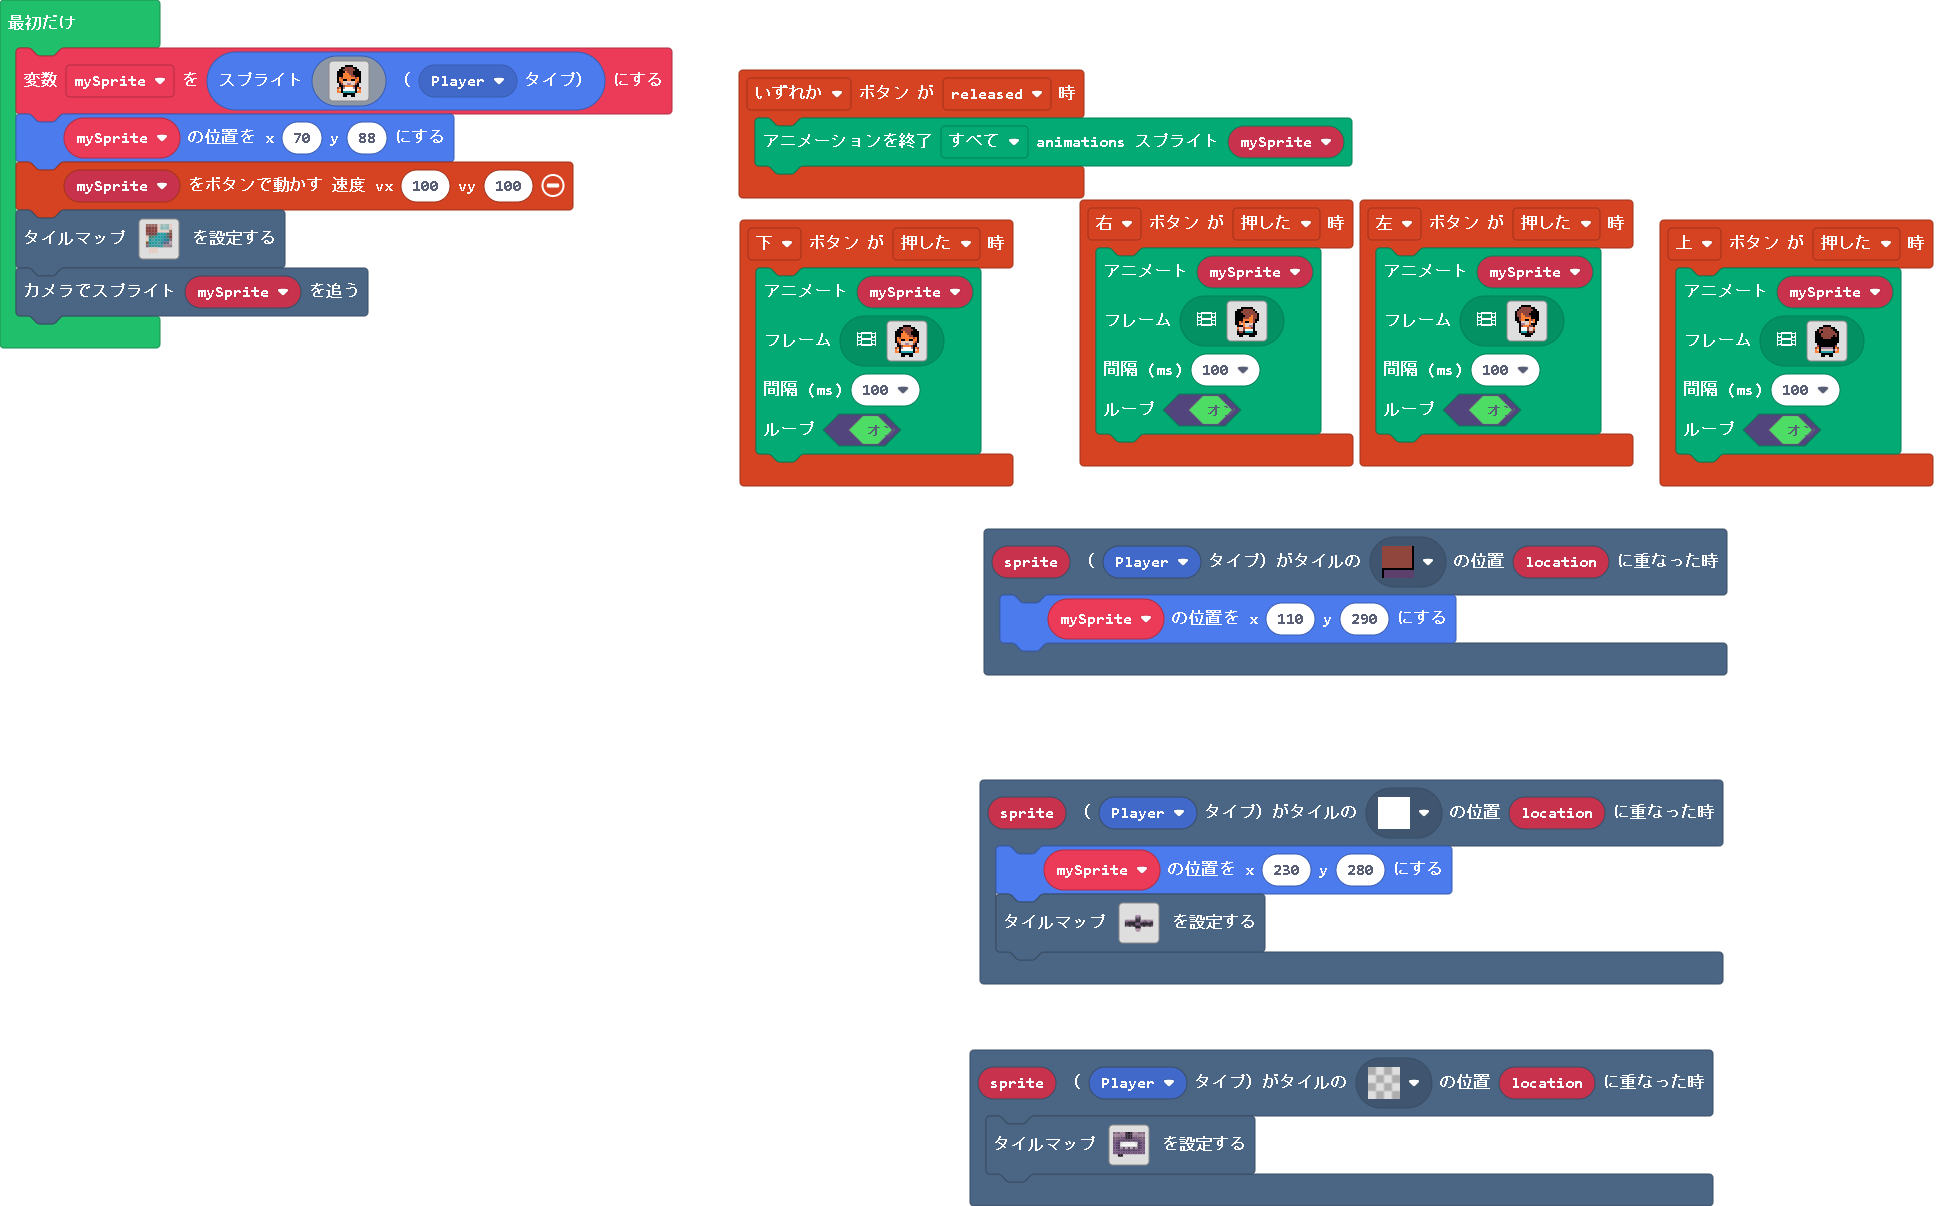 最初だけ
変数 mySprite を スプライト ( Player タイプ) にする
mySprite の位置を x 70 y 88 にする
mySprite をボタンで動かす 速度 vx 100 vy 100
タイルマップ を設定する
カメラでスプライト mySprite を追う
いずれか ボタン が released 時
アニメーションを終了 すべて animations スプライト mySprite
下 ボタン が 押した 時
アニメート mySprite
フレーム
間隔 (ms) 100
ループ オン
右 ボタン が 押した 時
アニメート mySprite
フレーム
間隔 (ms) 100
ループ オン
左 ボタン が 押した 時
アニメート mySprite
フレーム
間隔 (ms) 100
ループ オン
上 ボタン が 押した 時
アニメート mySprite
フレーム
間隔 (ms) 100
ループ オン
sprite ( Player タイプ) がタイルの の位置 location に重なった時
mySprite の位置を x 110 y 290 にする
sprite ( Player タイプ) がタイルの の位置 location に重なった時
mySprite の位置を x 230 y 280 にする
タイルマップ を設定する
sprite ( Player タイプ) がタイルの の位置 location に重なった時
タイルマップ を設定する